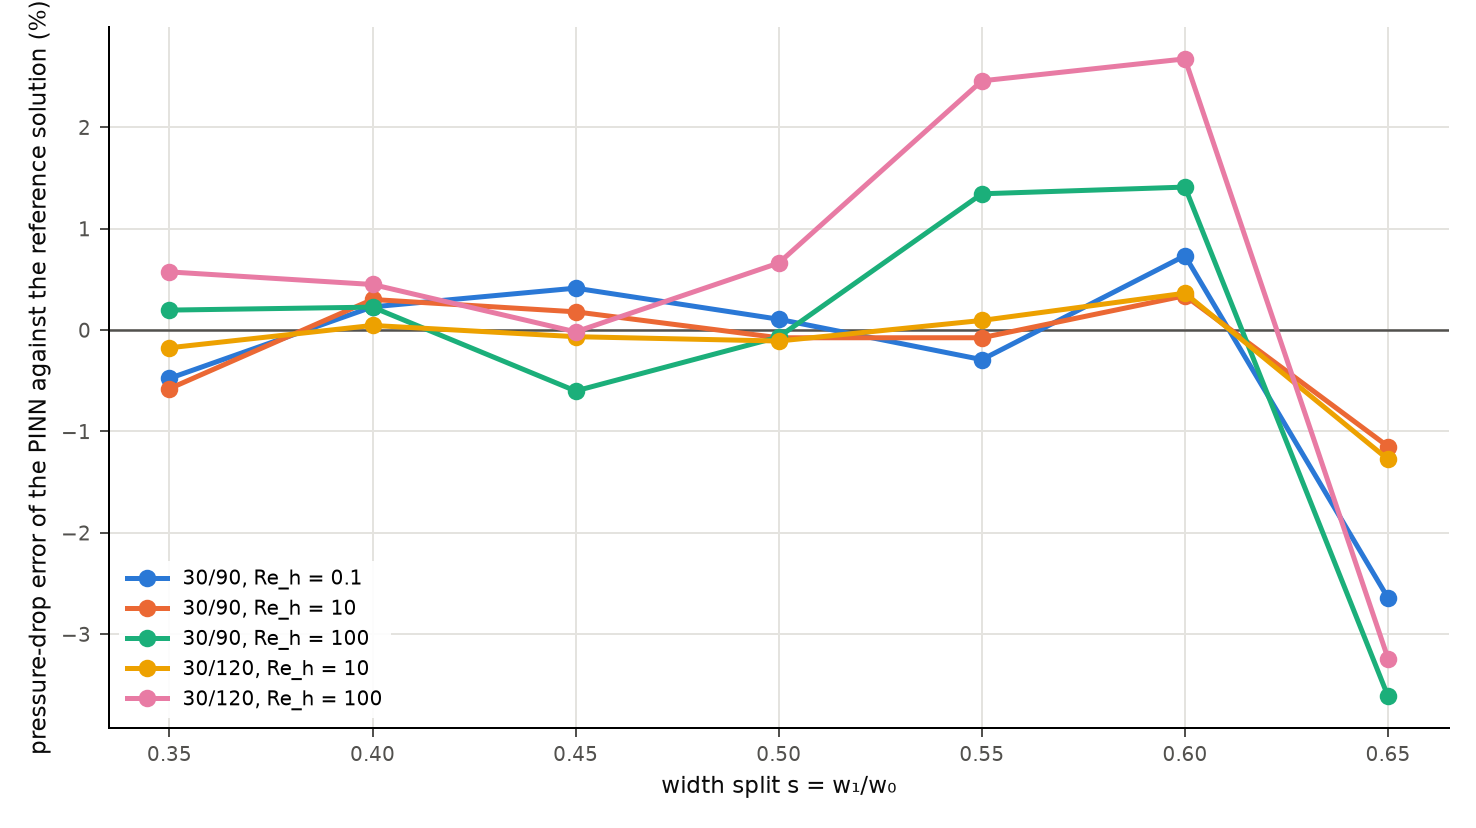 pressure-drop error of the PINN against the reference solution (%)
2
1
0
−1
−2
−3
30/90, Re_h = 0.1
30/90, Re_h = 10
30/90, Re_h = 100
30/120, Re_h = 10
30/120, Re_h = 100
0.35 0.40 0.45 0.50 0.55 0.60 0.65
width split s = w₁/w₀